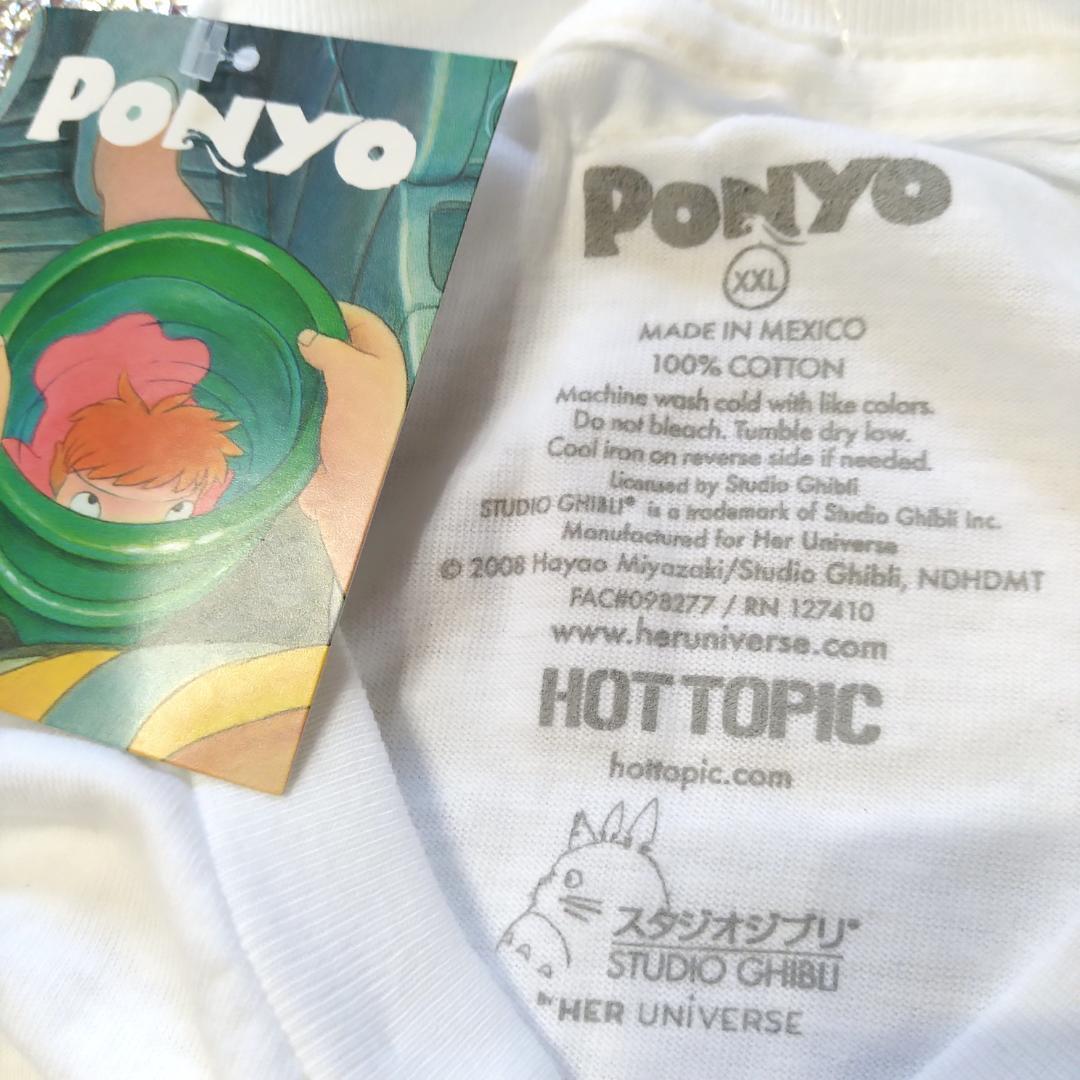 PONYO
PONYO
XXL
MADE IN MEXICO
100% COTTON
Machine wash cold with like colors.
Do not bleach. Tumble dry low.
Cool iron on reverse side if needed.
Licensed by Studio Ghibli
STUDIO GHIBLI® is a trademark of Studio Ghibli Inc.
Manufactured for Her Universe
© 2008 Hayao Miyazaki/Studio Ghibli, NDHDMT
FAC#098277 / RN 127410
www.heruniverse.com
HOT TOPIC
hottopic.com
スタジオジブリ®
STUDIO GHIBLI
BY HER UNIVERSE